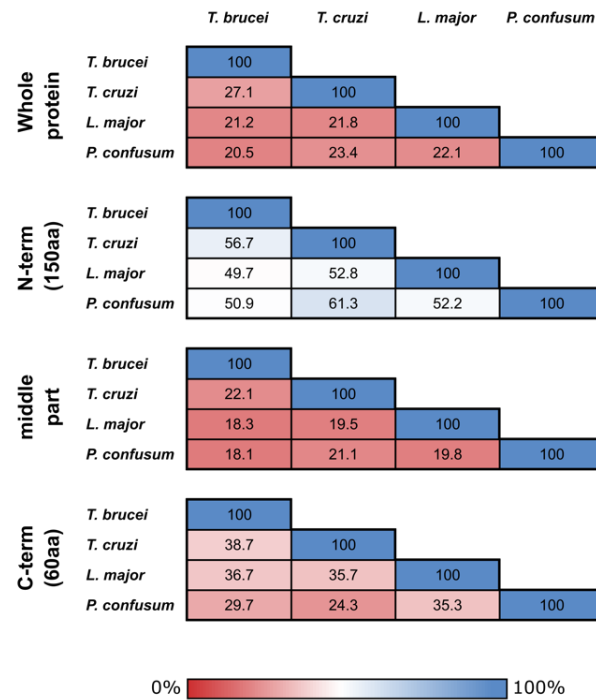 T. brucei T. cruzi L. major P. confusum
Whole protein
T. brucei 100
T. cruzi 27.1 100
L. major 21.2 21.8 100
P. confusum 20.5 23.4 22.1 100
N-term (150aa)
T. brucei 100
T. cruzi 56.7 100
L. major 49.7 52.8 100
P. confusum 50.9 61.3 52.2 100
middle part
T. brucei 100
T. cruzi 22.1 100
L. major 18.3 19.5 100
P. confusum 18.1 21.1 19.8 100
C-term (60aa)
T. brucei 100
T. cruzi 38.7 100
L. major 36.7 35.7 100
P. confusum 29.7 24.3 35.3 100
0% 100%